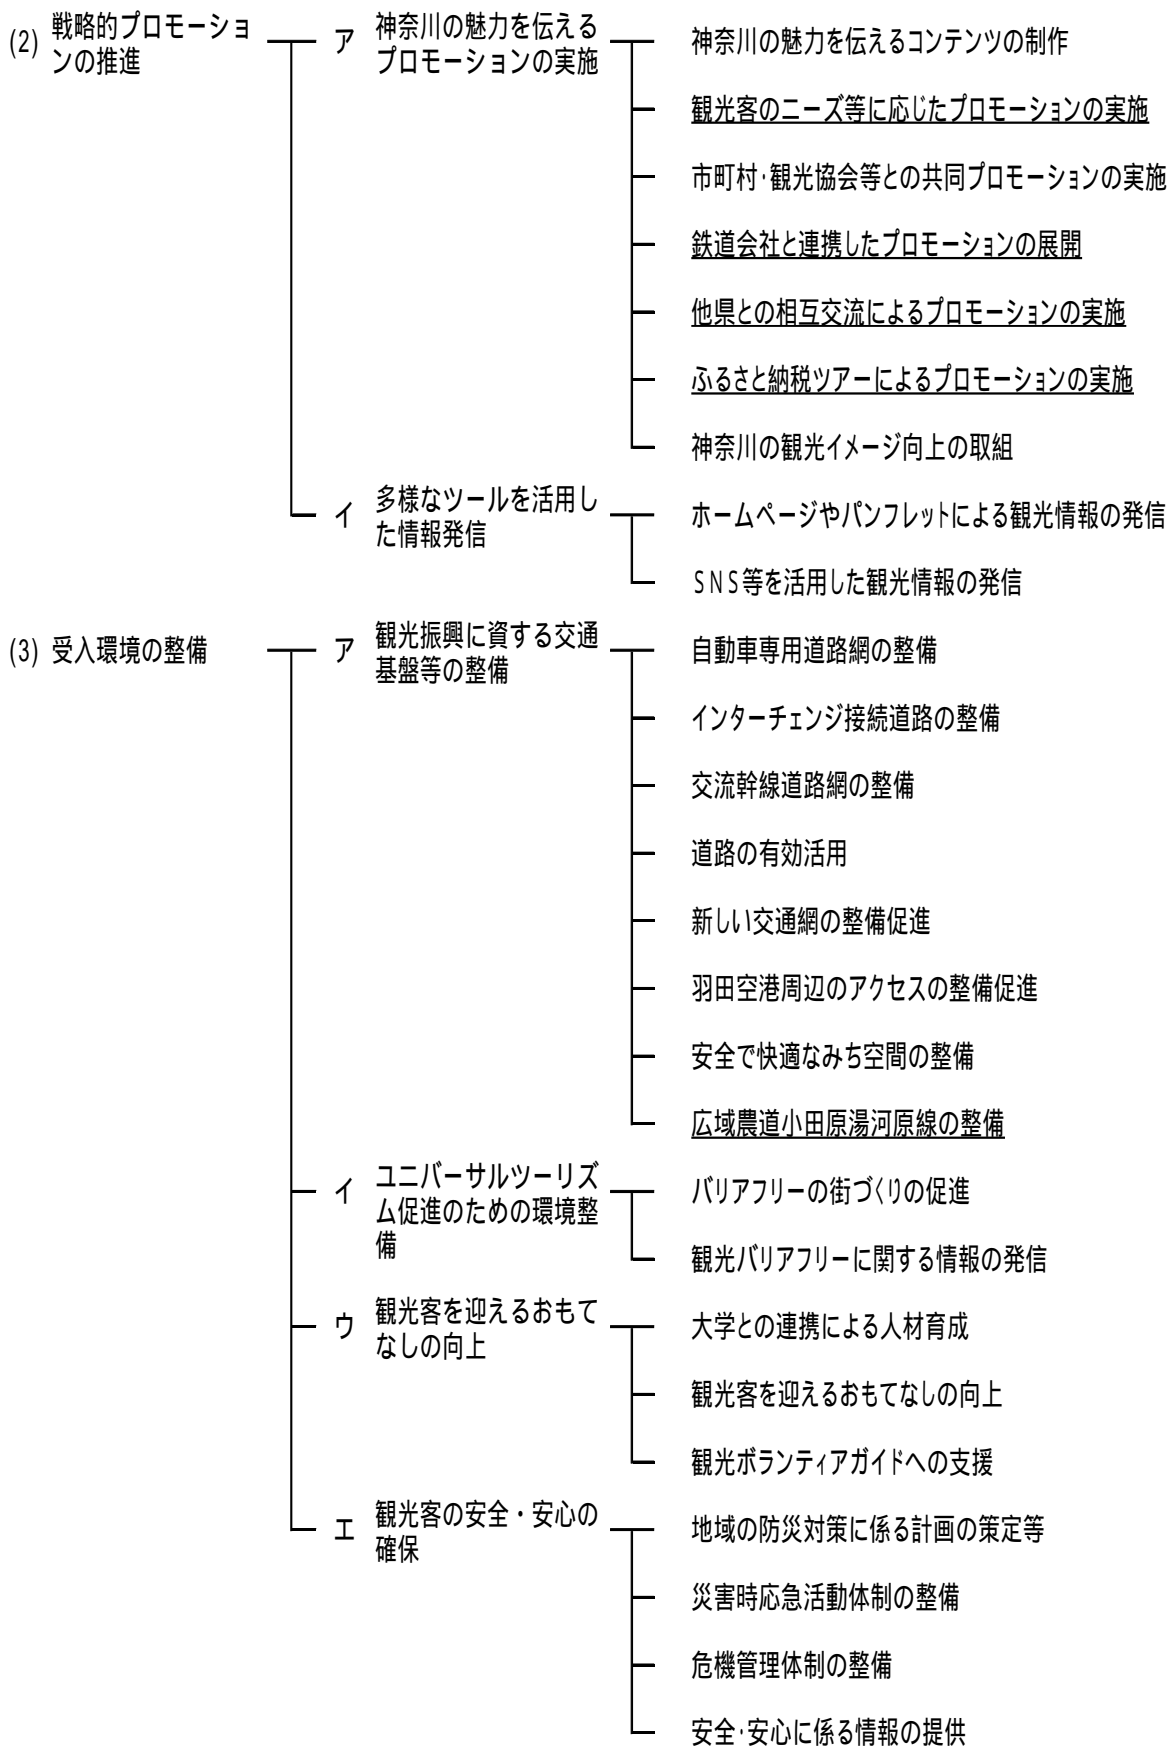 (2) 戦略的プロモーショ
ンの推進
ア 神奈川の魅力を伝える
プロモーションの実施
神奈川の魅力を伝えるコンテンツの制作
観光客のニーズ等に応じたプロモーションの実施
市町村・観光協会等との共同プロモーションの実施
鉄道会社と連携したプロモーションの展開
他県との相互交流によるプロモーションの実施
ふるさと納税ツアーによるプロモーションの実施
神奈川の観光イメージ向上の取組
イ 多様なツールを活用し
た情報発信
ホームページやパンフレットによる観光情報の発信
SNS等を活用した観光情報の発信
(3) 受入環境の整備
ア 観光振興に資する交通
基盤等の整備
自動車専用道路網の整備
インターチェンジ接続道路の整備
交流幹線道路網の整備
道路の有効活用
新しい交通網の整備促進
羽田空港周辺のアクセスの整備促進
安全で快適なみち空間の整備
広域農道小田原湯河原線の整備
イ ユニバーサルツーリズ
ム促進のための環境整
備
バリアフリーの街づくりの促進
観光バリアフリーに関する情報の発信
ウ 観光客を迎えるおもて
なしの向上
大学との連携による人材育成
観光客を迎えるおもてなしの向上
観光ボランティアガイドへの支援
エ 観光客の安全・安心の
確保
地域の防災対策に係る計画の策定等
災害時応急活動体制の整備
危機管理体制の整備
安全・安心に係る情報の提供